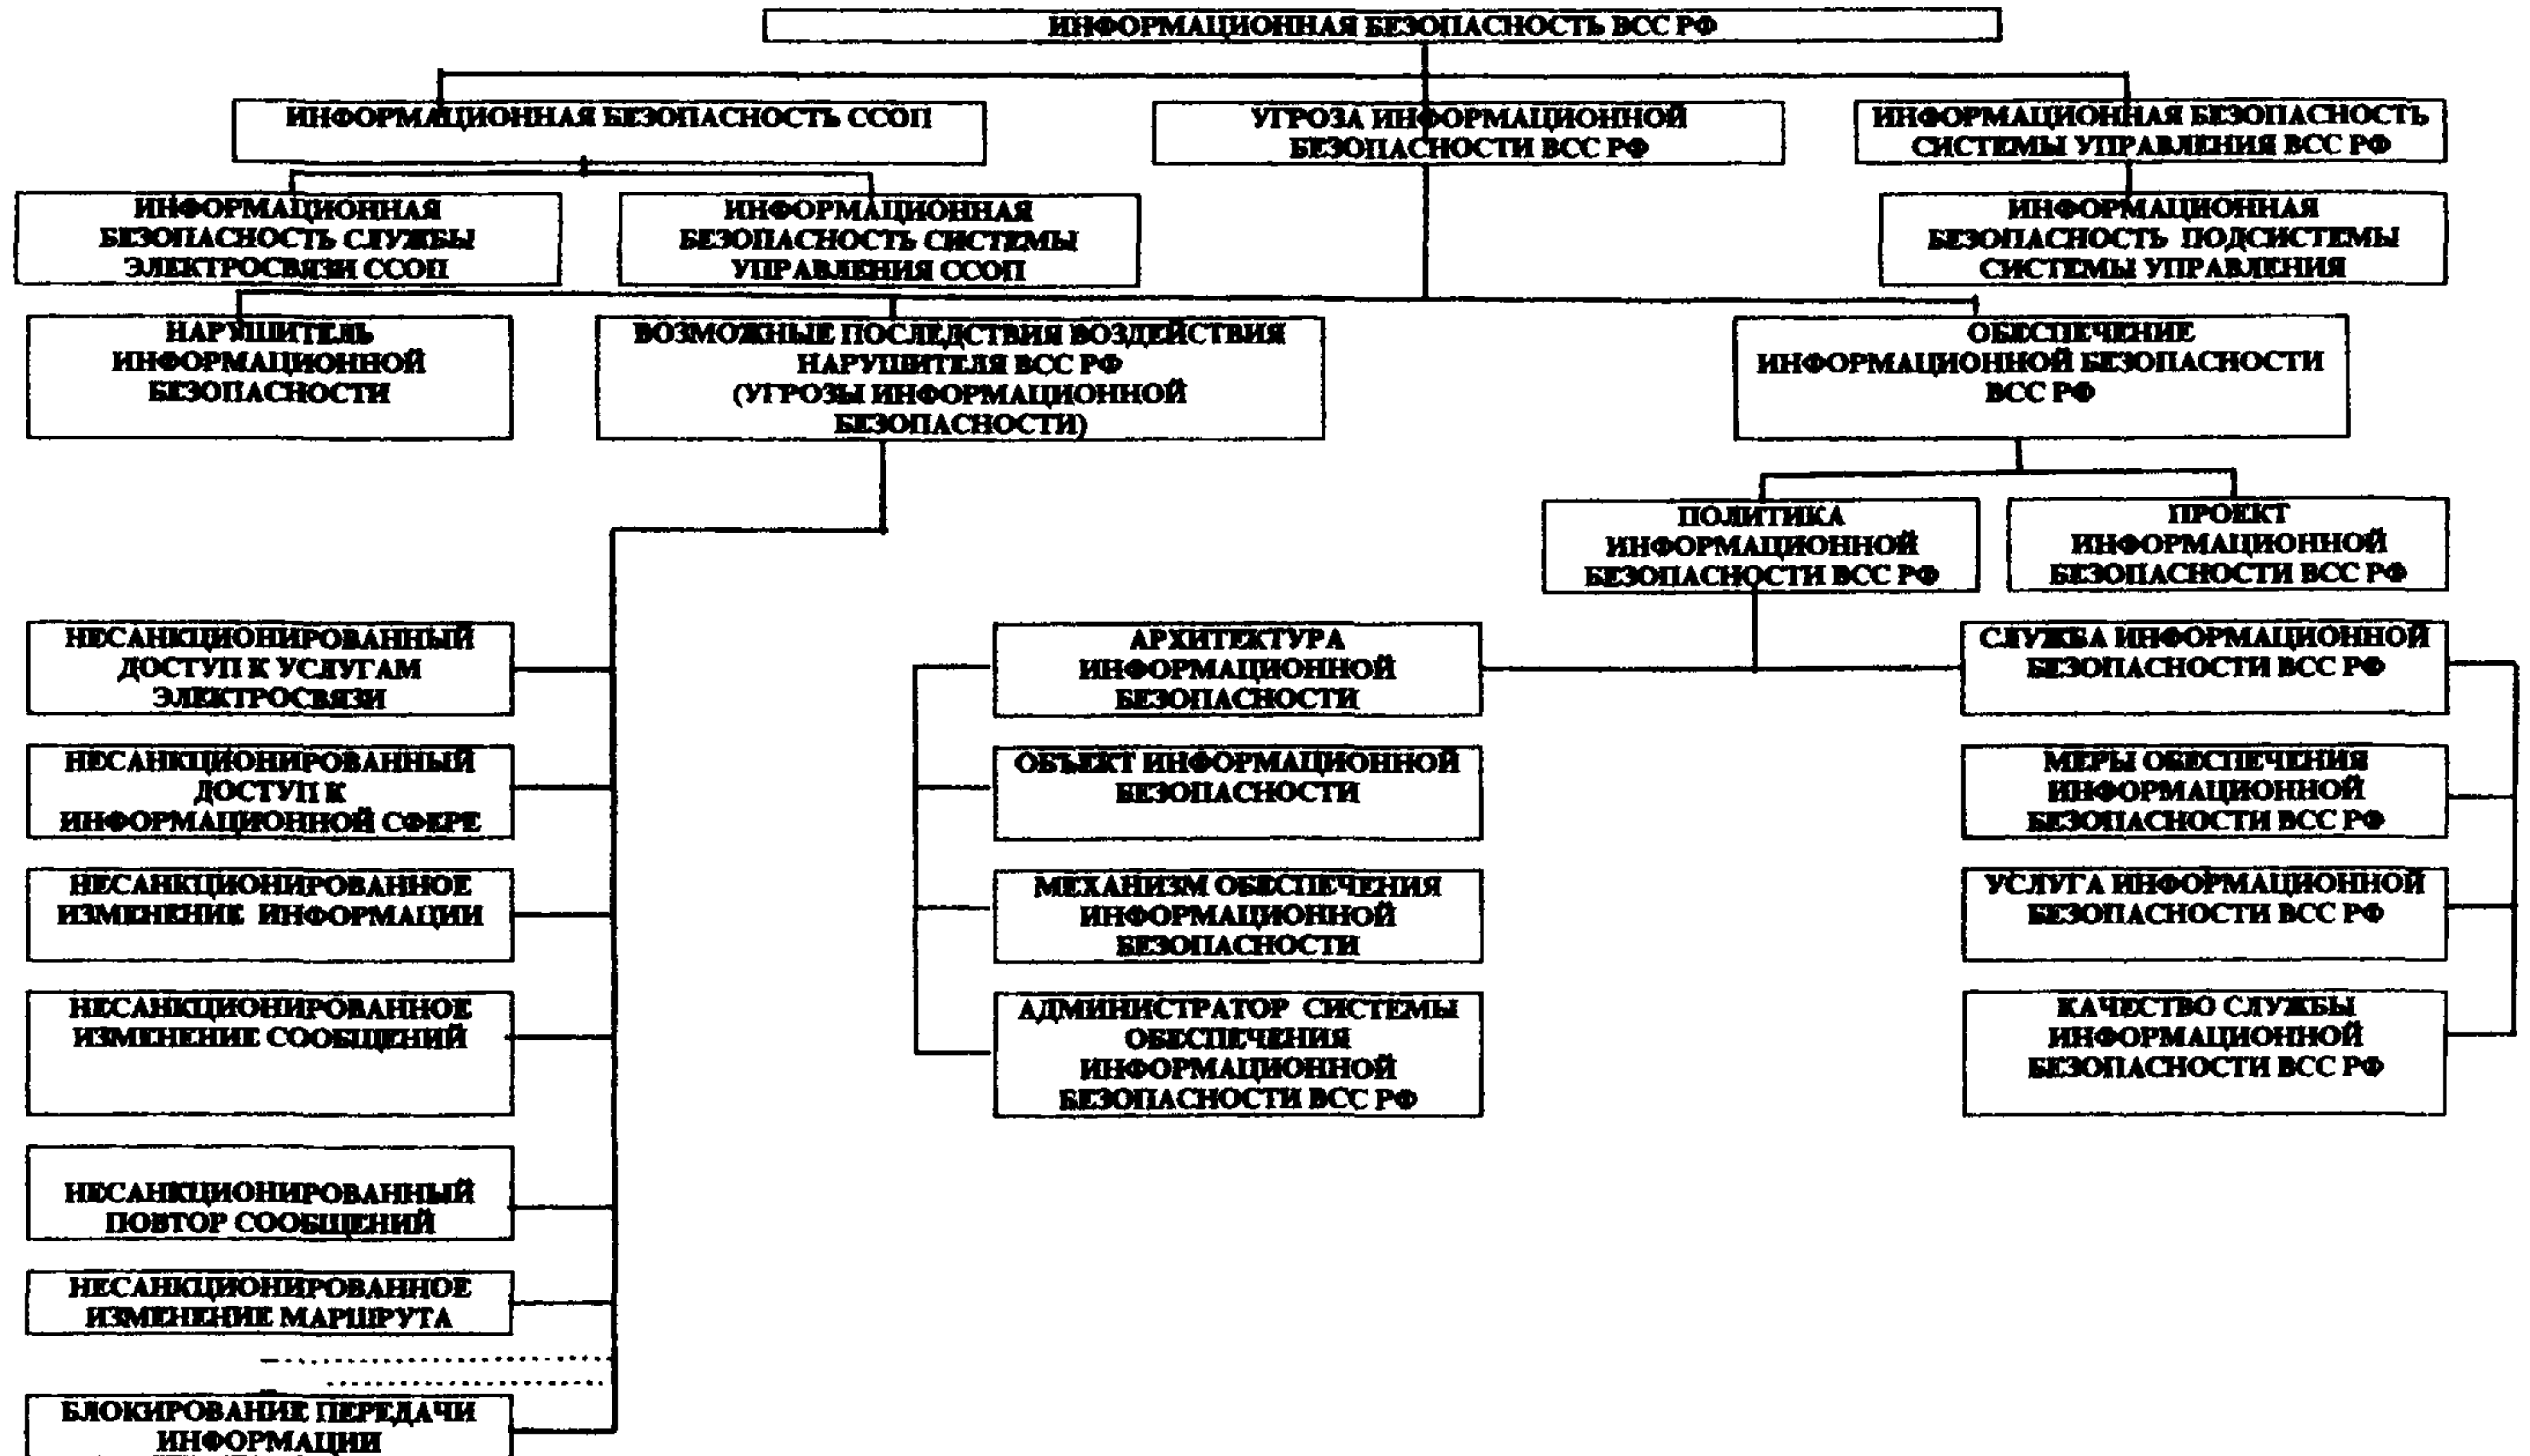 ИНФОРМАЦИОННАЯ БЕЗОПАСНОСТЬ ВСС РФ
ИНФОРМАЦИОННАЯ БЕЗОПАСНОСТЬ ССОП
УГРОЗА ИНФОРМАЦИОННОЙ
БЕЗОПАСНОСТИ ВСС РФ
ИНФОРМАЦИОННАЯ БЕЗОПАСНОСТЬ
СИСТЕМЫ УПРАВЛЕНИЯ ВСС РФ
ИНФОРМАЦИОННАЯ
БЕЗОПАСНОСТЬ СЛУЖБЫ
ЭЛЕКТРОСВЯЗИ ССОП
ИНФОРМАЦИОННАЯ
БЕЗОПАСНОСТЬ СИСТЕМЫ
УПРАВЛЕНИЯ ССОП
ИНФОРМАЦИОННАЯ
БЕЗОПАСНОСТЬ ПОДСИСТЕМЫ
СИСТЕМЫ УПРАВЛЕНИЯ
НАРУШИТЕЛЬ
ИНФОРМАЦИОННОЙ
БЕЗОПАСНОСТИ
ВОЗМОЖНЫЕ ПОСЛЕДСТВИЯ ВОЗДЕЙСТВИЯ
НАРУШИТЕЛЯ ВСС РФ
(УГРОЗЫ ИНФОРМАЦИОННОЙ
БЕЗОПАСНОСТИ)
ОБЕСПЕЧЕНИЕ
ИНФОРМАЦИОННОЙ БЕЗОПАСНОСТИ
ВСС РФ
ПОЛИТИКА
ИНФОРМАЦИОННОЙ
БЕЗОПАСНОСТИ ВСС РФ
ПРОЕКТ
ИНФОРМАЦИОННОЙ
БЕЗОПАСНОСТИ ВСС РФ
НЕСАНКЦИОНИРОВАННЫЙ
ДОСТУП К УСЛУГАМ
ЭЛЕКТРОСВЯЗИ
АРХИТЕКТУРА
ИНФОРМАЦИОННОЙ
БЕЗОПАСНОСТИ
СЛУЖБА ИНФОРМАЦИОННОЙ
БЕЗОПАСНОСТИ ВСС РФ
НЕСАНКЦИОНИРОВАННЫЙ
ДОСТУП К
ИНФОРМАЦИОННОЙ СФЕРЕ
ОБЪЕКТ ИНФОРМАЦИОННОЙ
БЕЗОПАСНОСТИ
МЕРЫ ОБЕСПЕЧЕНИЯ
ИНФОРМАЦИОННОЙ
БЕЗОПАСНОСТИ ВСС РФ
НЕСАНКЦИОНИРОВАННОЕ
ИЗМЕНЕНИЕ ИНФОРМАЦИИ
МЕХАНИЗМ ОБЕСПЕЧЕНИЯ
ИНФОРМАЦИОННОЙ
БЕЗОПАСНОСТИ
УСЛУГА ИНФОРМАЦИОННОЙ
БЕЗОПАСНОСТИ ВСС РФ
НЕСАНКЦИОНИРОВАННОЕ
ИЗМЕНЕНИЕ СООБЩЕНИЙ
АДМИНИСТРАТОР СИСТЕМЫ
ОБЕСПЕЧЕНИЯ
ИНФОРМАЦИОННОЙ
БЕЗОПАСНОСТИ ВСС РФ
КАЧЕСТВО СЛУЖБЫ
ИНФОРМАЦИОННОЙ
БЕЗОПАСНОСТИ ВСС РФ
НЕСАНКЦИОНИРОВАННЫЙ
ПОВТОР СООБЩЕНИЙ
НЕСАНКЦИОНИРОВАННОЕ
ИЗМЕНЕНИЕ МАРШРУТА
БЛОКИРОВАНИЕ ПЕРЕДАЧИ
ИНФОРМАЦИИ